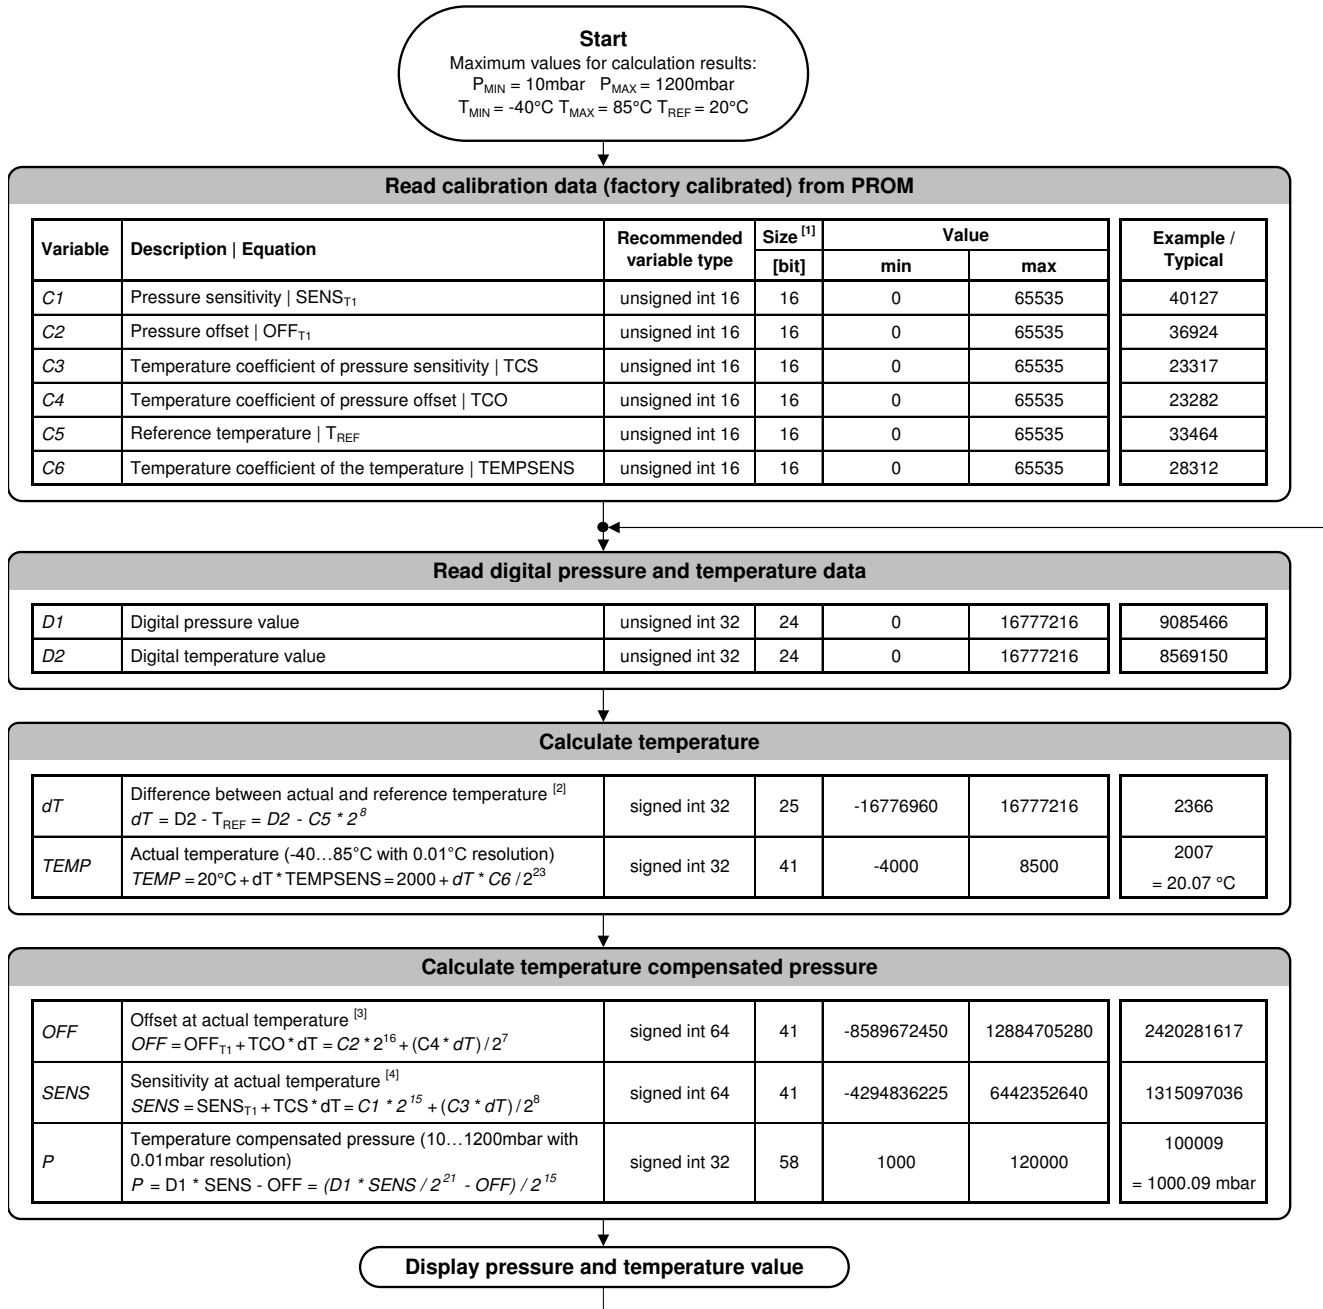 Start
Maximum values for calculation results:
P_MIN = 10mbar P_MAX = 1200mbar
T_MIN = -40°C T_MAX = 85°C T_REF = 20°C
Read calibration data (factory calibrated) from PROM
Variable | Description | Equation | Recommended variable type | Size [1] [bit] | Value min | max | Example / Typical
C1 Pressure sensitivity | SENS_T1 unsigned int 16 16 0 65535 40127
C2 Pressure offset | OFF_T1 unsigned int 16 16 0 65535 36924
C3 Temperature coefficient of pressure sensitivity | TCS unsigned int 16 16 0 65535 23317
C4 Temperature coefficient of pressure offset | TCO unsigned int 16 16 0 65535 23282
C5 Reference temperature | T_REF unsigned int 16 16 0 65535 33464
C6 Temperature coefficient of the temperature | TEMPSENS unsigned int 16 16 0 65535 28312
Read digital pressure and temperature data
D1 Digital pressure value unsigned int 32 24 0 16777216 9085466
D2 Digital temperature value unsigned int 32 24 0 16777216 8569150
Calculate temperature
dT Difference between actual and reference temperature [2] signed int 32 25 -16776960 16777216 2366
dT = D2 - T_REF = D2 - C5 * 2^8
TEMP Actual temperature (-40…85°C with 0.01°C resolution) signed int 32 41 -4000 8500 2007
TEMP = 20°C + dT * TEMPSENS = 2000 + dT * C6 / 2^23 = 20.07 °C
Calculate temperature compensated pressure
OFF Offset at actual temperature [3] signed int 64 41 -8589672450 12884705280 2420281617
OFF = OFF_T1 + TCO * dT = C2 * 2^16 + (C4 * dT) / 2^7
SENS Sensitivity at actual temperature [4] signed int 64 41 -4294836225 6442352640 1315097036
SENS = SENS_T1 + TCS * dT = C1 * 2^15 + (C3 * dT) / 2^8
P Temperature compensated pressure (10…1200mbar with
0.01mbar resolution) signed int 32 58 1000 120000 100009
P = D1 * SENS - OFF = (D1 * SENS / 2^21 - OFF) / 2^15 = 1000.09 mbar
Display pressure and temperature value